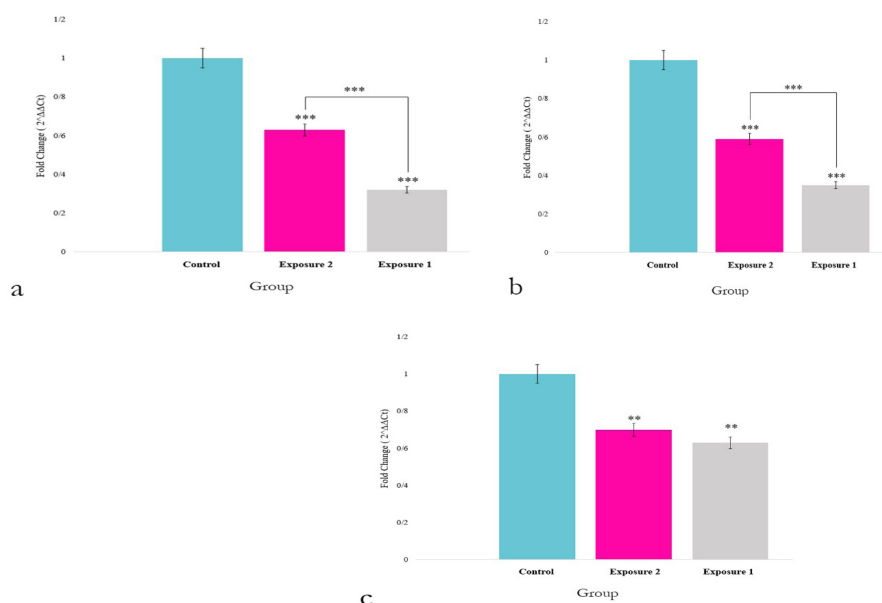 1/2
1
0/8
0/6
0/4
0/2
0
Fold Change ( 2^ΔΔCt)
***
***
***
Control
Exposure 2
Exposure 1
Group
a
1/2
1
0/8
0/6
0/4
0/2
0
Fold Change ( 2^ΔΔCt)
***
***
***
Control
Exposure 2
Exposure 1
Group
b
1/2
1
0/8
0/6
0/4
0/2
0
Fold Change ( 2^ΔΔCt)
**
**
Control
Exposure 2
Exposure 1
Group
c